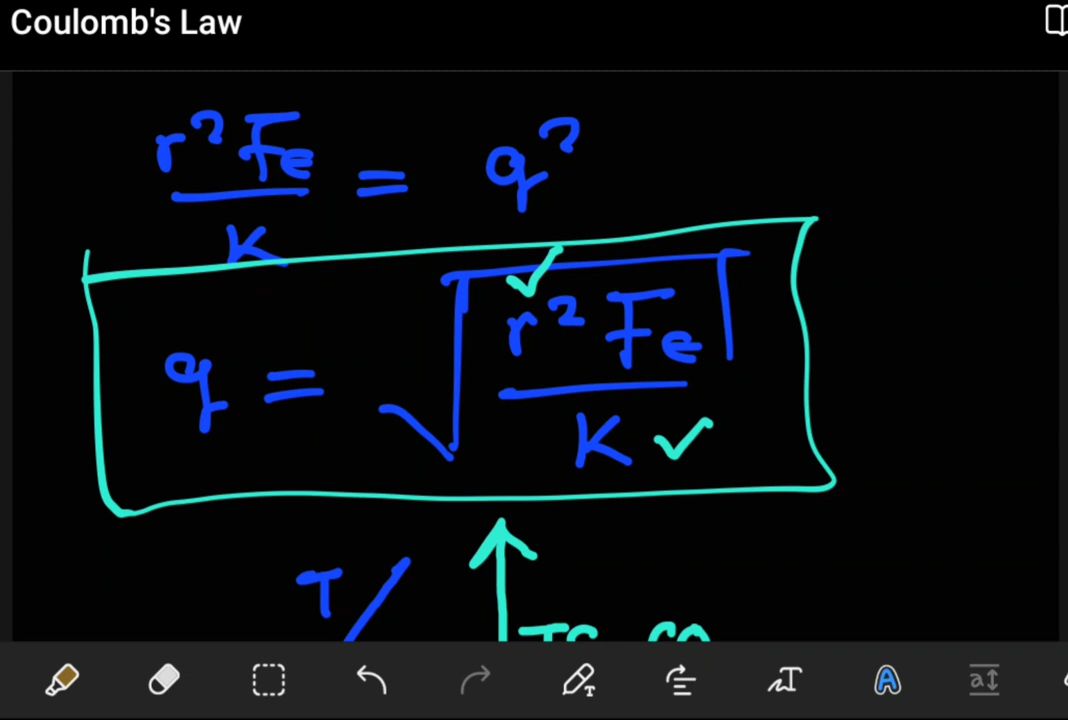 Coulomb's Law
r² Fe / K = q²
q = √(r² Fe / K)
T